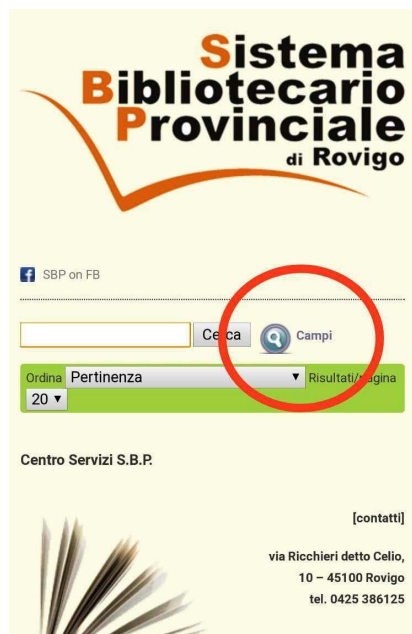 Sistema
Bibliotecario
Provinciale
di Rovigo
SBP on FB
Cerca
Campi
Ordina Pertinenza ▼ Risultati/pagina
20 ▼
Centro Servizi S.B.P.
[contatti]
via Ricchieri detto Celio,
10 – 45100 Rovigo
tel. 0425 386125